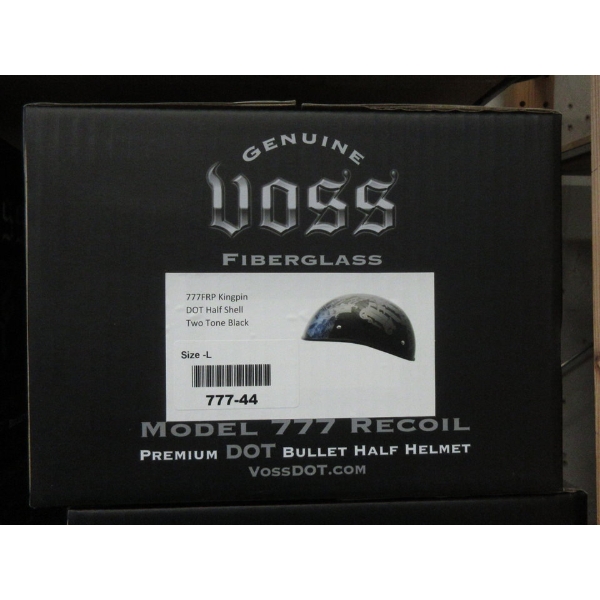 GENUINE
VOSS
FIBERGLASS
777FRP Kingpin
DOT Half Shell
Two Tone Black
Size -L
777-44
MODEL 777 RECOIL
PREMIUM DOT BULLET HALF HELMET
VOSSDOT.COM